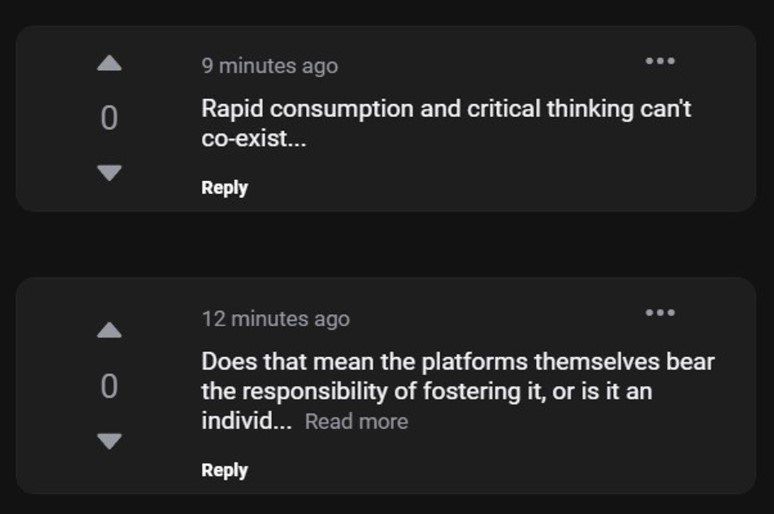 9 minutes ago
0
Rapid consumption and critical thinking can't
co-exist...
Reply
12 minutes ago
0
Does that mean the platforms themselves bear
the responsibility of fostering it, or is it an
individ... Read more
Reply